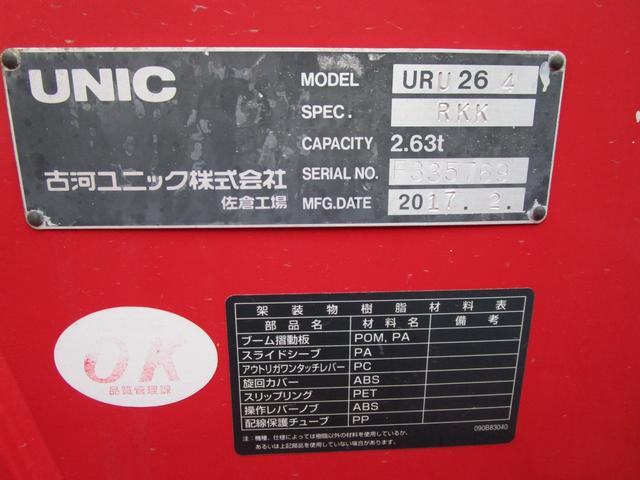 UNIC
MODEL URU 26 4
SPEC. RKK
CAPACITY 2.63t
古河ユニック株式会社
SERIAL NO. F335769
佐倉工場
MFG.DATE 2017. 2.
架装物樹脂材料表
部品名 材料名 備考
ブーム摺動板 POM, PA
スライドシーブ PA
アウトリガワンタッチレバー PC
旋回カバー ABS
スリップリング PET
操作レバーノブ ABS
配線保護チューブ PP
注:機種、仕様によっては樹脂以外の材料を使用しているか、
あるいは上記部品を使用していない場合があります。
090B83040
OK
品質管理課